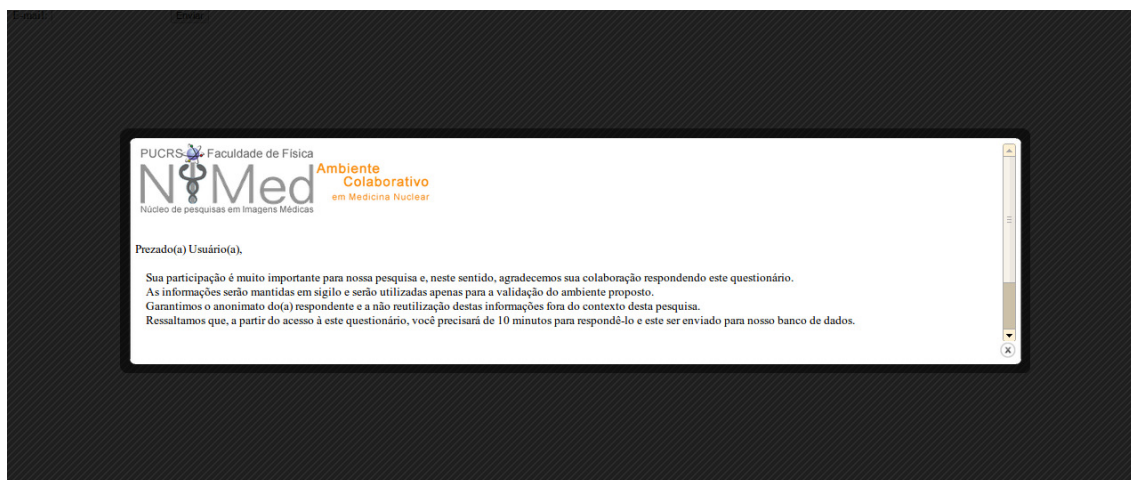 E-mail: Enviar
PUCRS Faculdade de Física
NIMed
Núcleo de pesquisas em Imagens Médicas
Ambiente
Colaborativo
em Medicina Nuclear
Prezado(a) Usuário(a),
Sua participação é muito importante para nossa pesquisa e, neste sentido, agradecemos sua colaboração respondendo este questionário.
As informações serão mantidas em sigilo e serão utilizadas apenas para a validação do ambiente proposto.
Garantimos o anonimato do(a) respondente e a não reutilização destas informações fora do contexto desta pesquisa.
Ressaltamos que, a partir do acesso à este questionário, você precisará de 10 minutos para respondê-lo e este ser enviado para nosso banco de dados.